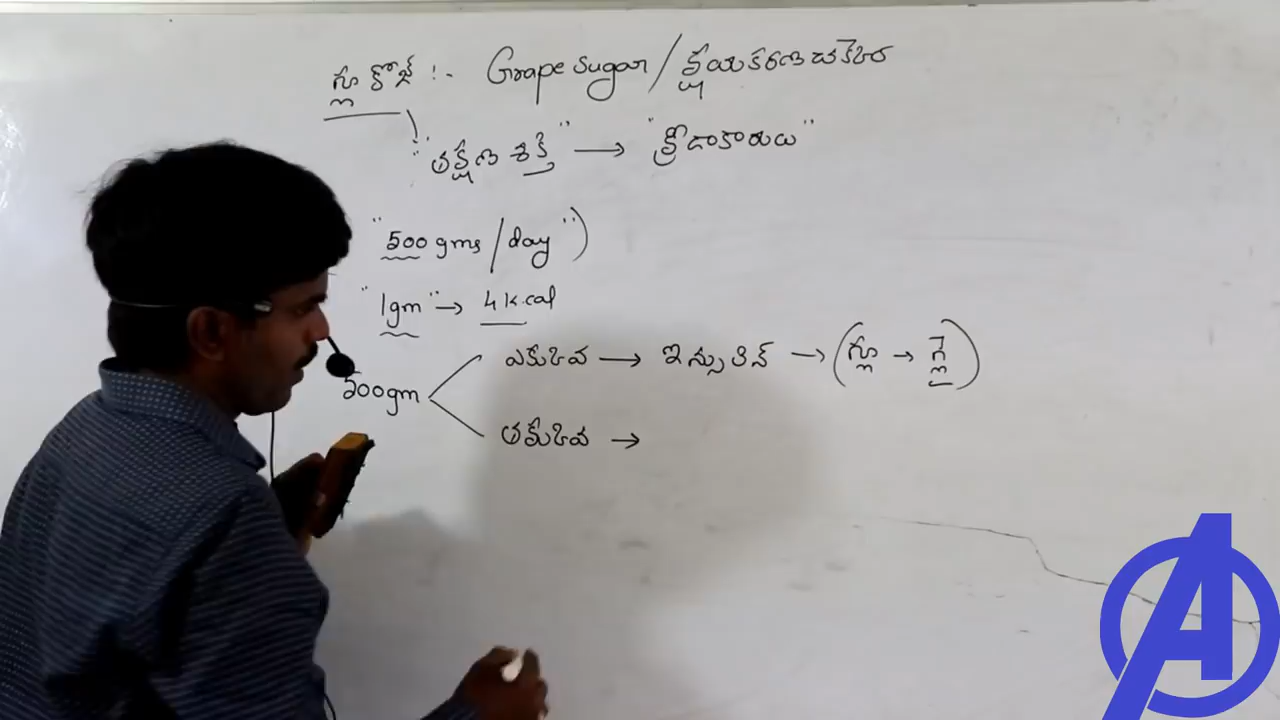 గ్లూకోజ్ :- Grape sugar / క్షయకరణ చక్కెర
"తక్షణ శక్తి" → "క్రీడాకారులు"
"500 gms/day")
"1gm" → 4 k.cal
500gm
ఎక్కువ → ఇన్సులిన్ → (గ్లూ → గ్లై)
తక్కువ →